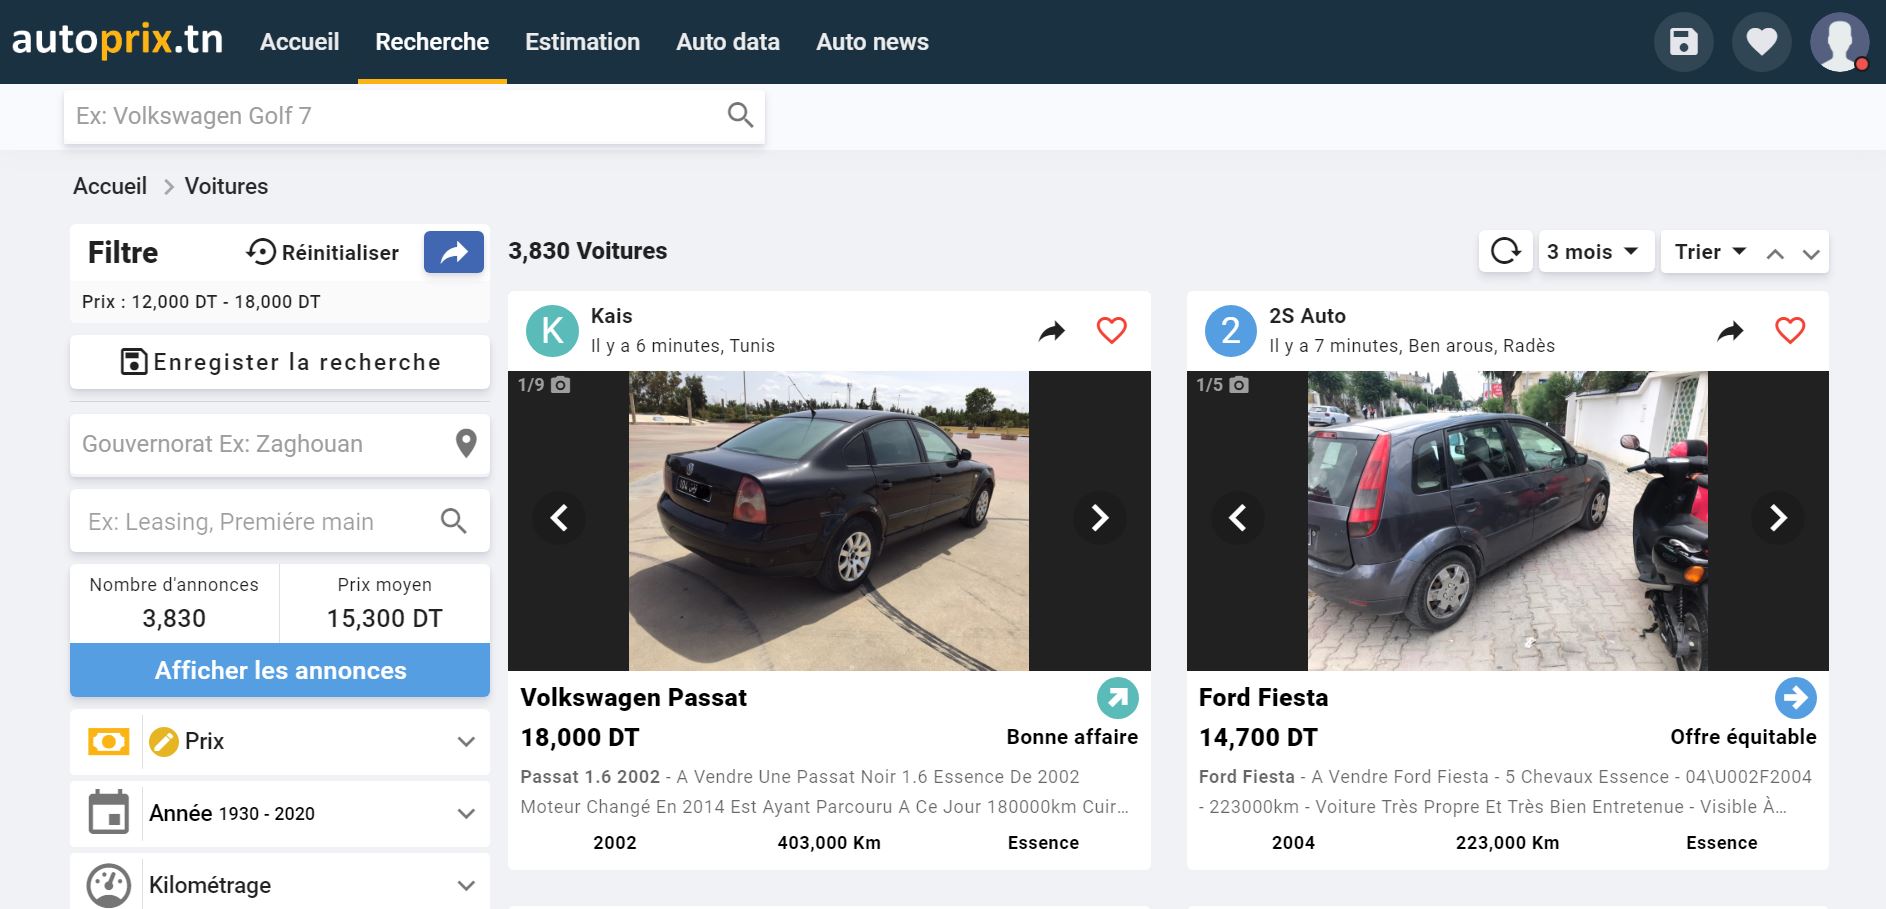 autoprix.tn Accueil Recherche Estimation Auto data Auto news
Ex: Volkswagen Golf 7
Accueil Voitures
Filtre Réinitialiser
Prix : 12,000 DT - 18,000 DT
Enregister la recherche
Gouvernorat Ex: Zaghouan
Ex: Leasing, Premiére main
Nombre d'annonces Prix moyen
3,830 15,300 DT
Afficher les annonces
Prix
Année 1930 - 2020
Kilométrage
3,830 Voitures 3 mois Trier
K Kais
Il y a 6 minutes, Tunis
1/9
Volkswagen Passat
18,000 DT Bonne affaire
Passat 1.6 2002 - A Vendre Une Passat Noir 1.6 Essence De 2002
Moteur Changé En 2014 Est Ayant Parcouru A Ce Jour 180000km Cuir...
2002 403,000 Km Essence
2 2S Auto
Il y a 7 minutes, Ben arous, Radès
1/5
Ford Fiesta
14,700 DT Offre équitable
Ford Fiesta - A Vendre Ford Fiesta - 5 Chevaux Essence - 04\U002F2004
- 223000km - Voiture Très Propre Et Très Bien Entretenue - Visible À...
2004 223,000 Km Essence